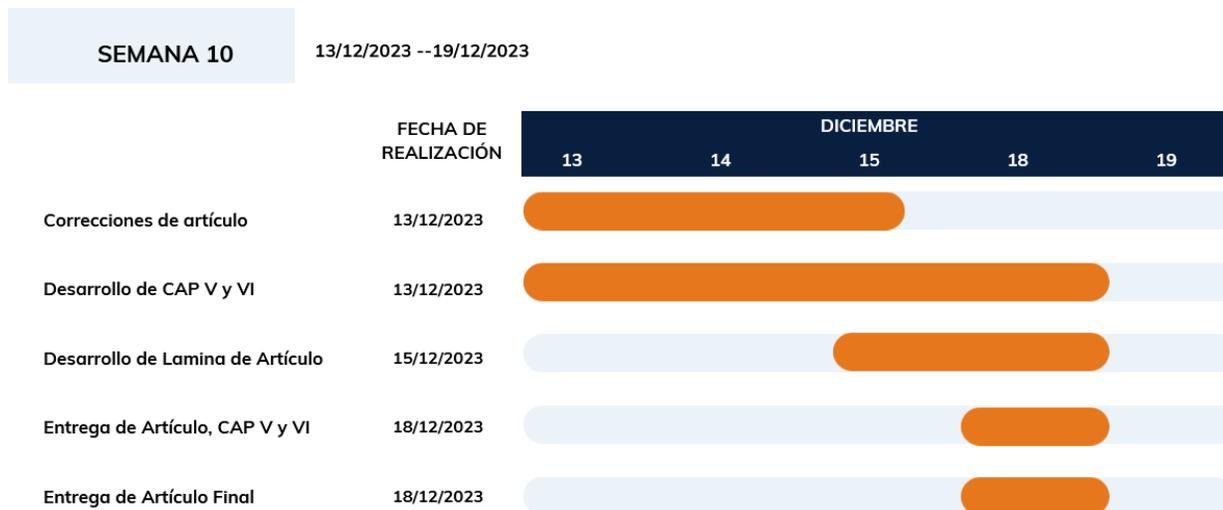 SEMANA 10
13/12/2023 --19/12/2023
FECHA DE
REALIZACIÓN
DICIEMBRE
13 14 15 18 19
Correcciones de artículo 13/12/2023
Desarrollo de CAP V y VI 13/12/2023
Desarrollo de Lamina de Artículo 15/12/2023
Entrega de Artículo, CAP V y VI 18/12/2023
Entrega de Artículo Final 18/12/2023